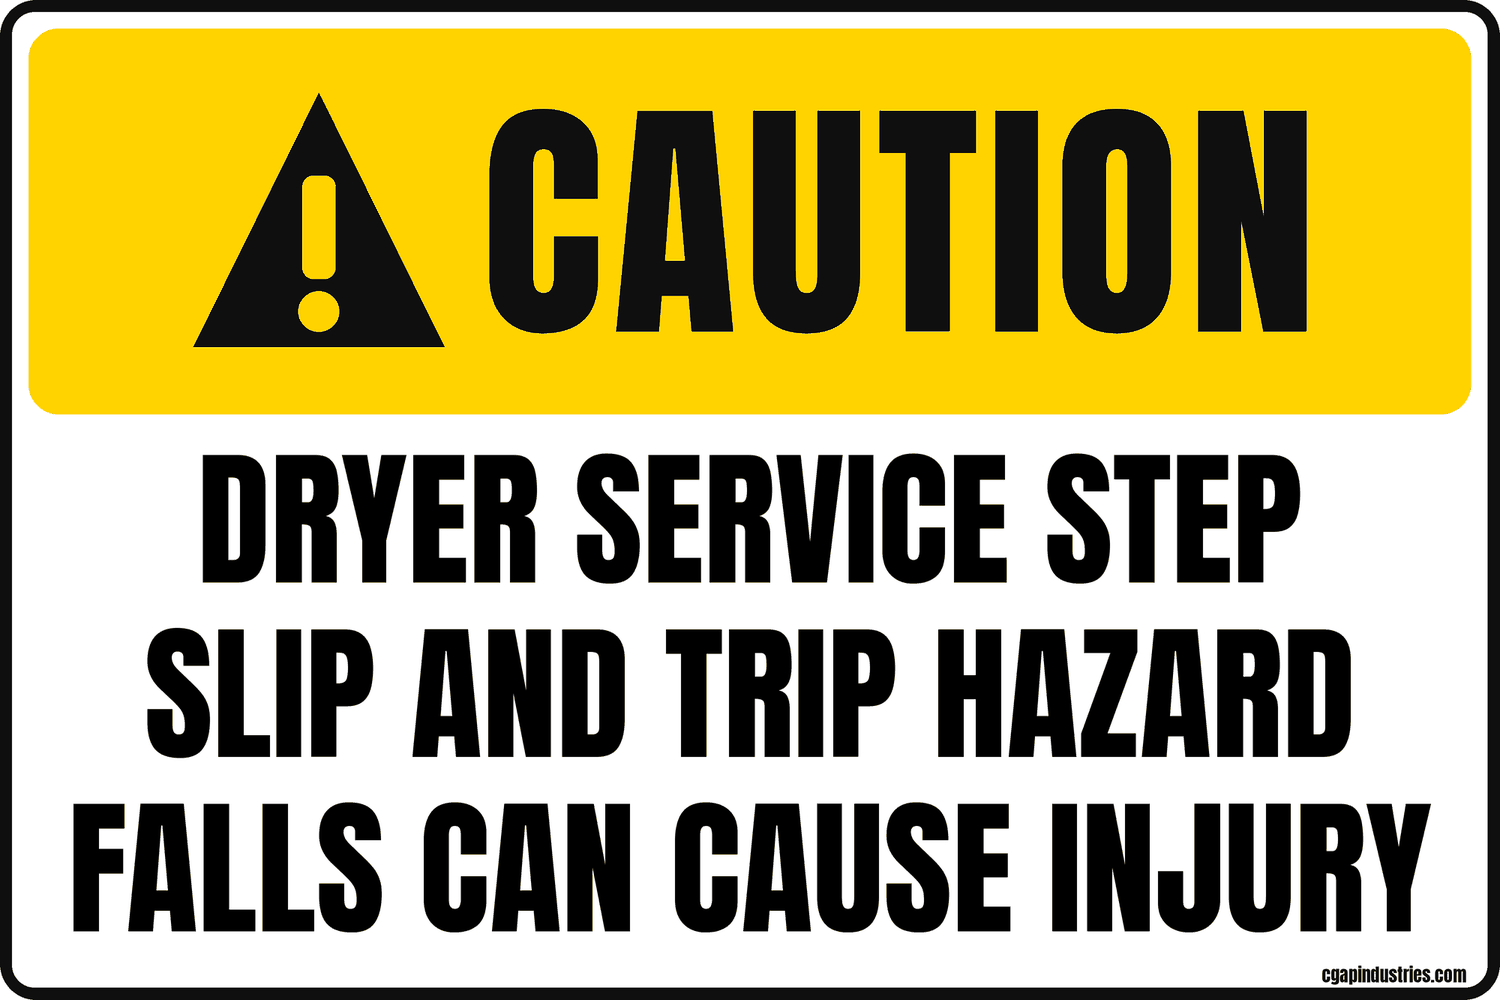 CAUTION
DRYER SERVICE STEP
SLIP AND TRIP HAZARD
FALLS CAN CAUSE INJURY
cgapindustries.com